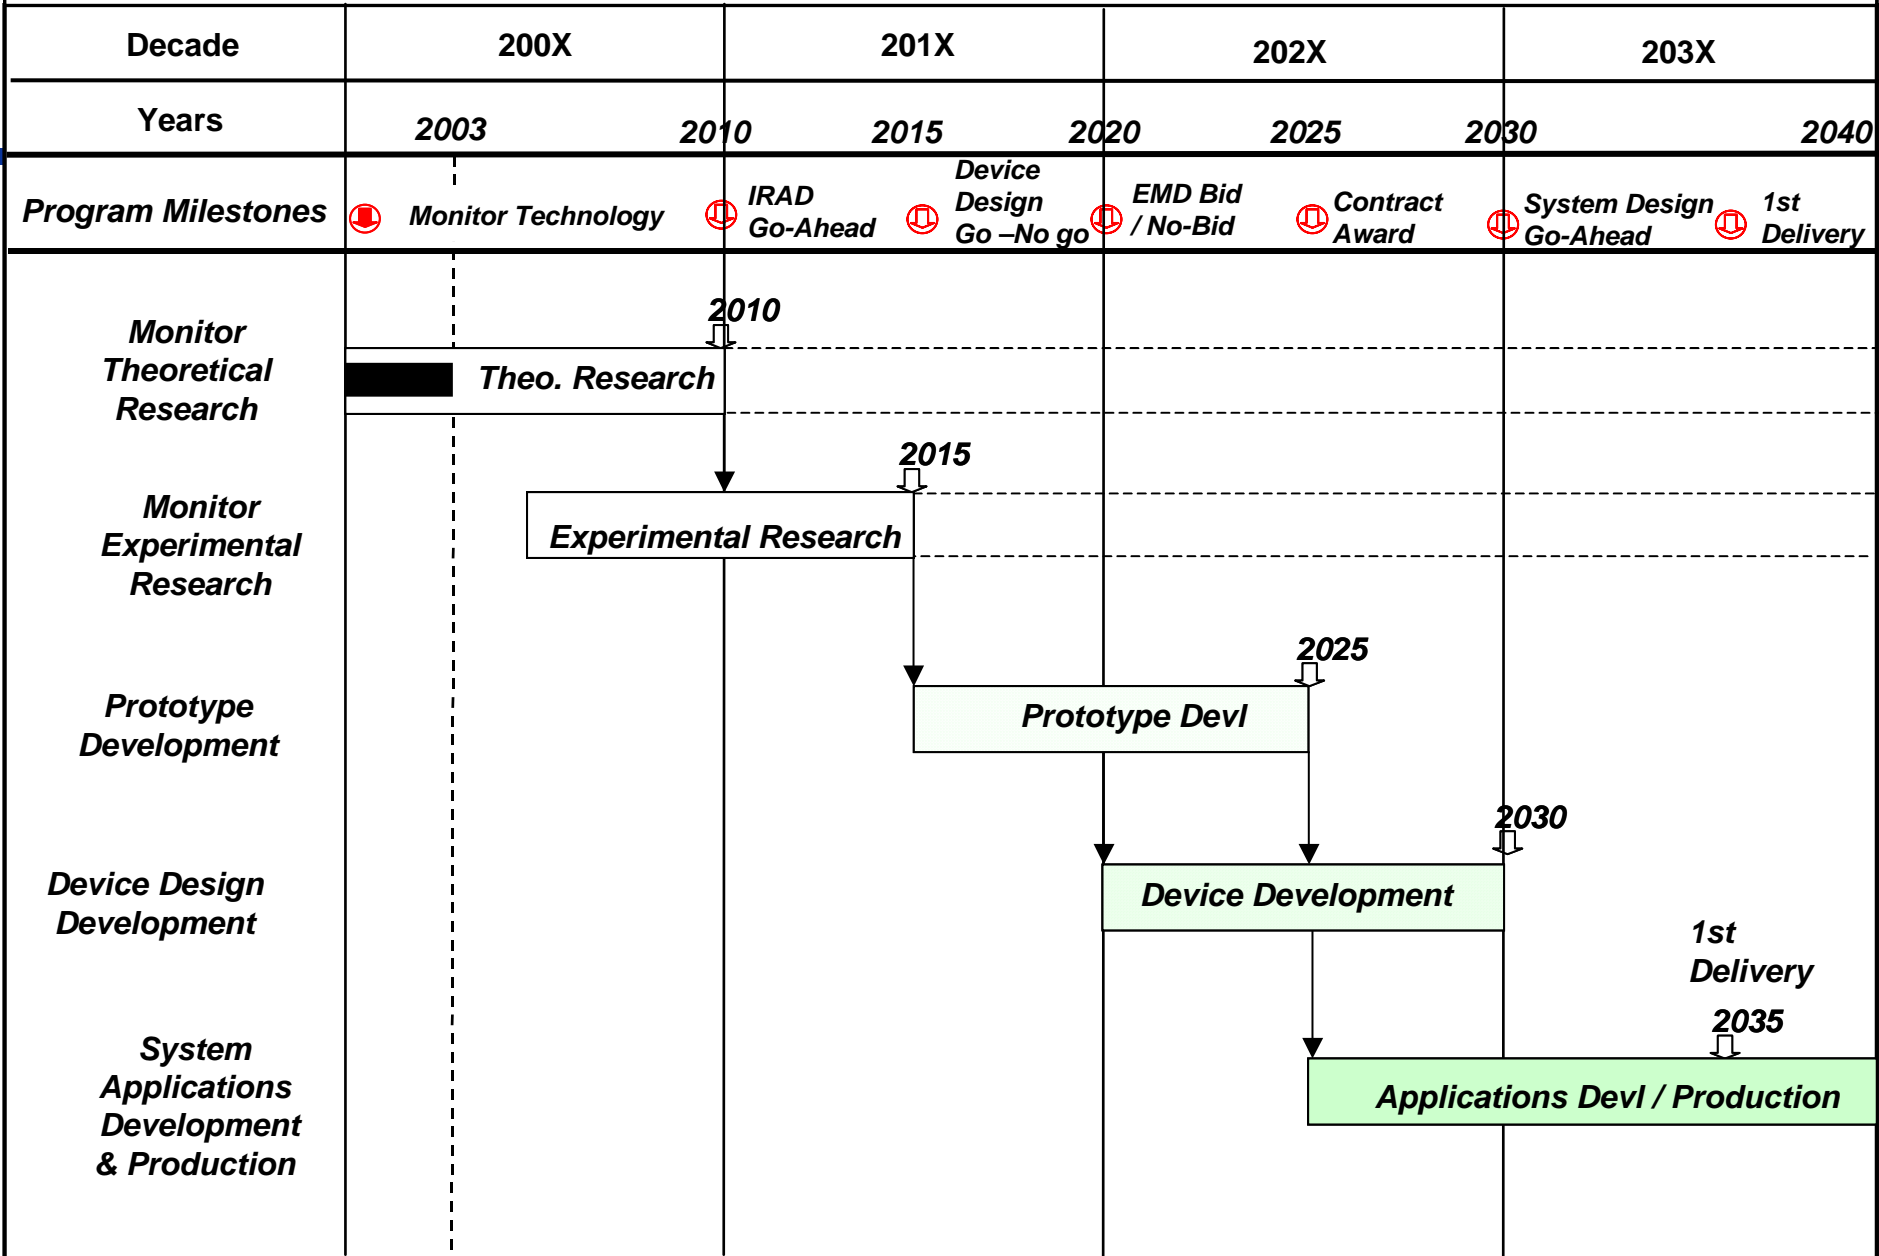 Decade
200X
201X
202X
203X
Years
2003
2010
2015
2020
2025
2030
2040
Program Milestones
Monitor Technology
IRAD
Go-Ahead
Device
Design
Go –No go
EMD Bid
/ No-Bid
Contract
Award
System Design
Go-Ahead
1st
Delivery
Monitor
Theoretical
Research
2010
Theo. Research
Monitor
Experimental
Research
2015
Experimental Research
Prototype
Development
2025
Prototype Devl
Device Design
Development
2030
Device Development
System
Applications
Development
& Production
1st
Delivery
2035
Applications Devl / Production